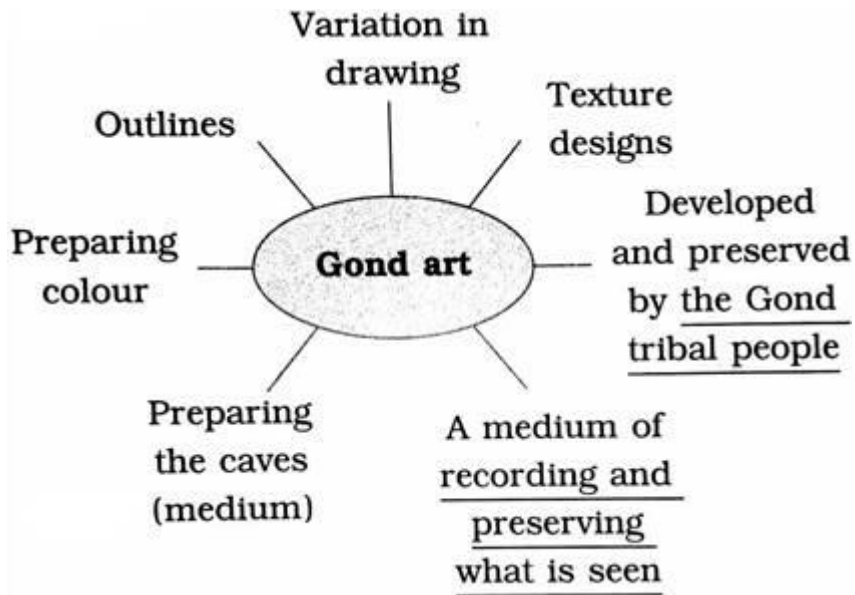 Variation in
drawing
Texture
designs
Outlines
Developed
and preserved
by the Gond
tribal people
Preparing
colour
Gond art
Preparing
the caves
(medium)
A medium of
recording and
preserving
what is seen